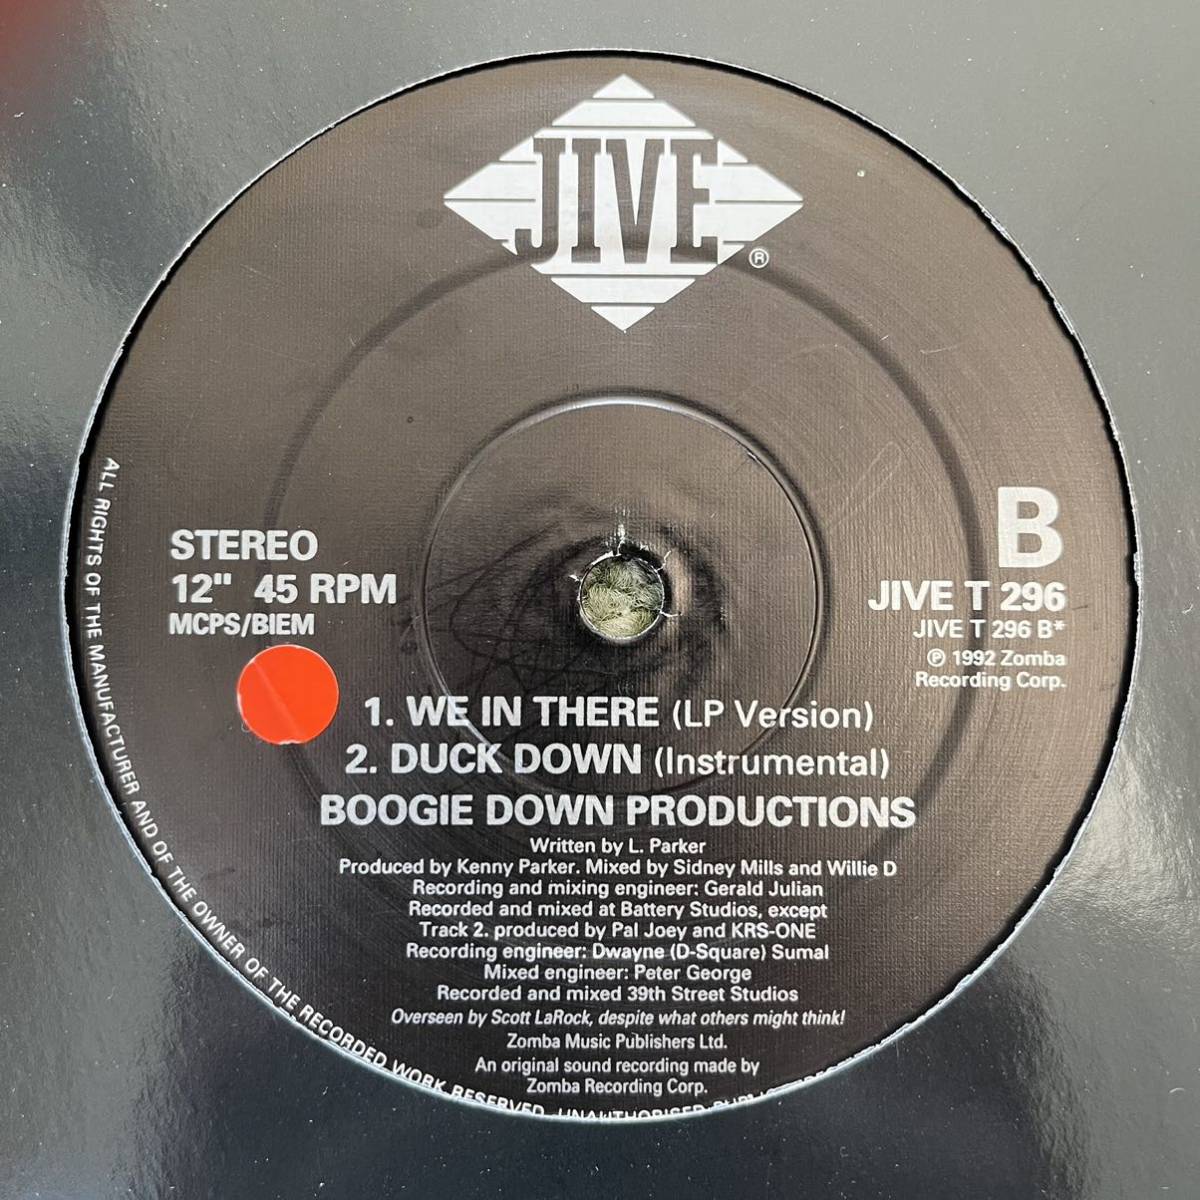 JIVE
®
STEREO
12" 45 RPM
MCPS/BIEM
B
JIVE T 296
JIVE T 296 B*
℗ 1992 Zomba
Recording Corp.
1. WE IN THERE (LP Version)
2. DUCK DOWN (Instrumental)
BOOGIE DOWN PRODUCTIONS
Written by L. Parker
Produced by Kenny Parker. Mixed by Sidney Mills and Willie D
Recording and mixing engineer: Gerald Julian
Recorded and mixed at Battery Studios, except
Track 2. produced by Pal Joey and KRS-ONE
Recording engineer: Dwayne (D-Square) Sumal
Mixed engineer: Peter George
Recorded and mixed 39th Street Studios
Overseen by Scott LaRock, despite what others might think!
Zomba Music Publishers Ltd.
An original sound recording made by
Zomba Recording Corp.
ALL RIGHTS OF THE MANUFACTURER AND OF THE OWNER OF THE RECORDED WORK RESERVED. UNAUTHORISED